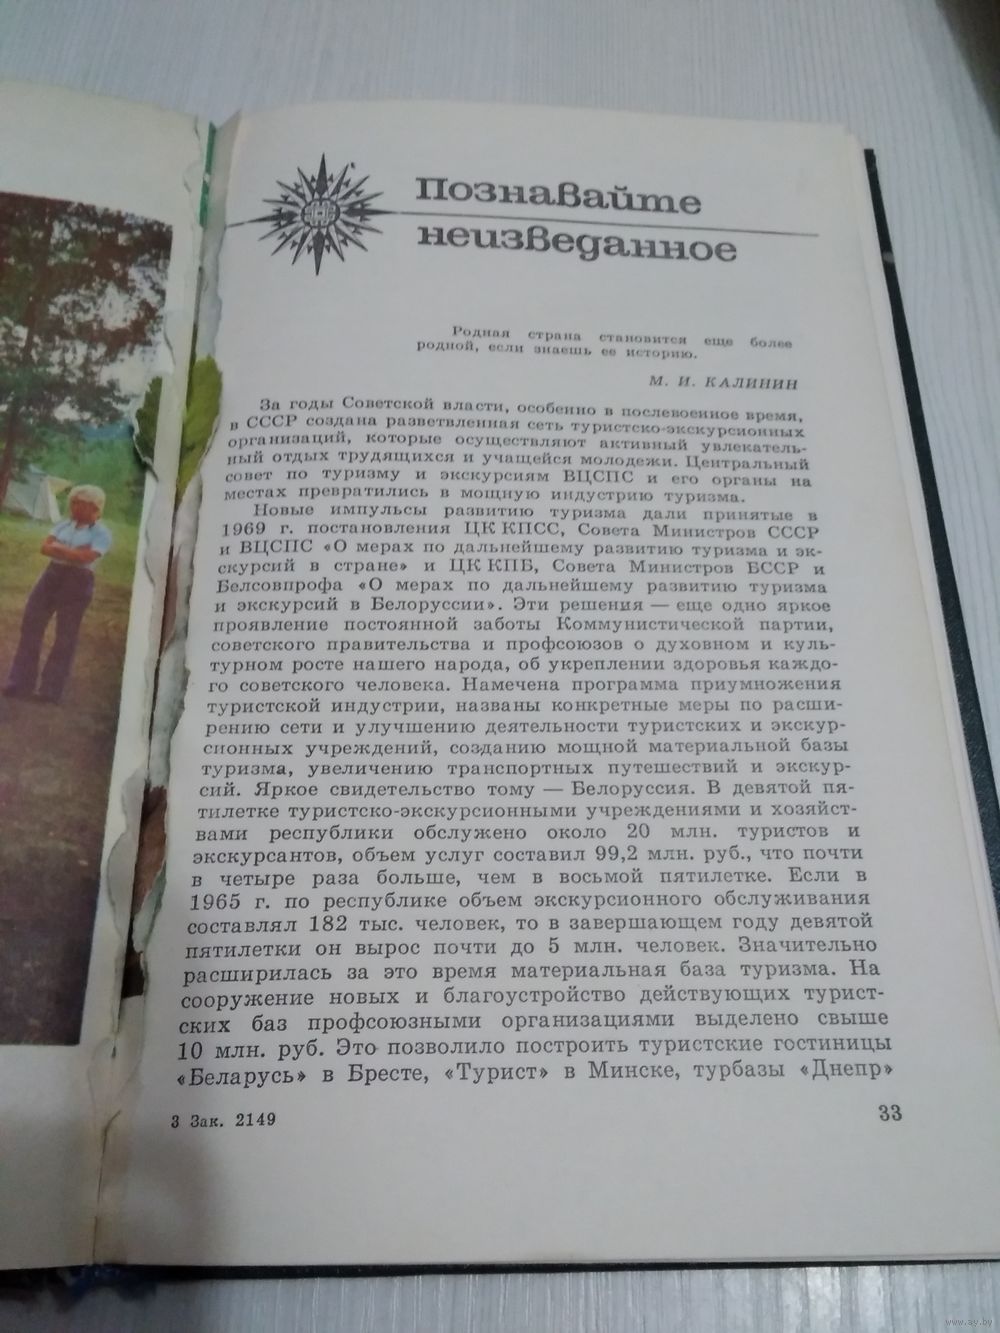 Познавайте
неизведанное
Родная страна становится еще более
родной, если знаешь ее историю.
М. И. КАЛИНИН
За годы Советской власти, особенно в послевоенное время,
в СССР создана разветвленная сеть туристско-экскурсионных
организаций, которые осуществляют активный увлекатель-
ный отдых трудящихся и учащейся молодежи. Центральный
совет по туризму и экскурсиям ВЦСПС и его органы на
местах превратились в мощную индустрию туризма.
Новые импульсы развитию туризма дали принятые в
1969 г. постановления ЦК КПСС, Совета Министров СССР
и ВЦСПС «О мерах по дальнейшему развитию туризма и эк-
скурсий в стране» и ЦК КПБ, Совета Министров БССР и
Белсовпрофа «О мерах по дальнейшему развитию туризма
и экскурсий в Белоруссии». Эти решения — еще одно яркое
проявление постоянной заботы Коммунистической партии,
советского правительства и профсоюзов о духовном и куль-
турном росте нашего народа, об укреплении здоровья каждо-
го советского человека. Намечена программа приумножения
туристской индустрии, названы конкретные меры по расши-
рению сети и улучшению деятельности туристских и экскур-
сионных учреждений, созданию мощной материальной базы
туризма, увеличению транспортных путешествий и экскур-
сий. Яркое свидетельство тому — Белоруссия. В девятой пя-
тилетке туристско-экскурсионными учреждениями и хозяйст-
вами республики обслужено около 20 млн. туристов и
экскурсантов, объем услуг составил 99,2 млн. руб., что почти
в четыре раза больше, чем в восьмой пятилетке. Если в
1965 г. по республике объем экскурсионного обслуживания
составлял 182 тыс. человек, то в завершающем году девятой
пятилетки он вырос почти до 5 млн. человек. Значительно
расширилась за это время материальная база туризма. На
сооружение новых и благоустройство действующих турист-
ских баз профсоюзными организациями выделено свыше
10 млн. руб. Это позволило построить туристские гостиницы
«Беларусь» в Бресте, «Турист» в Минске, турбазы «Днепр»
3 Зак. 2149
33
www.ay.by